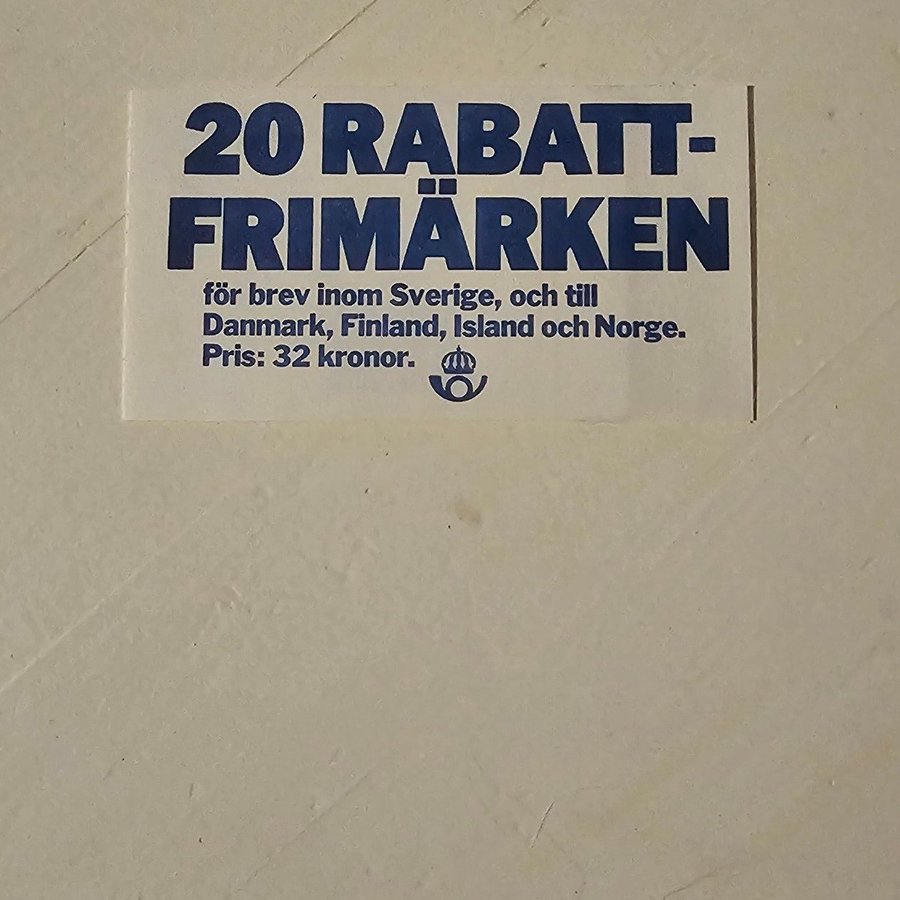 20 RABATT-
FRIMÄRKEN
för brev inom Sverige, och till
Danmark, Finland, Island och Norge.
Pris: 32 kronor.